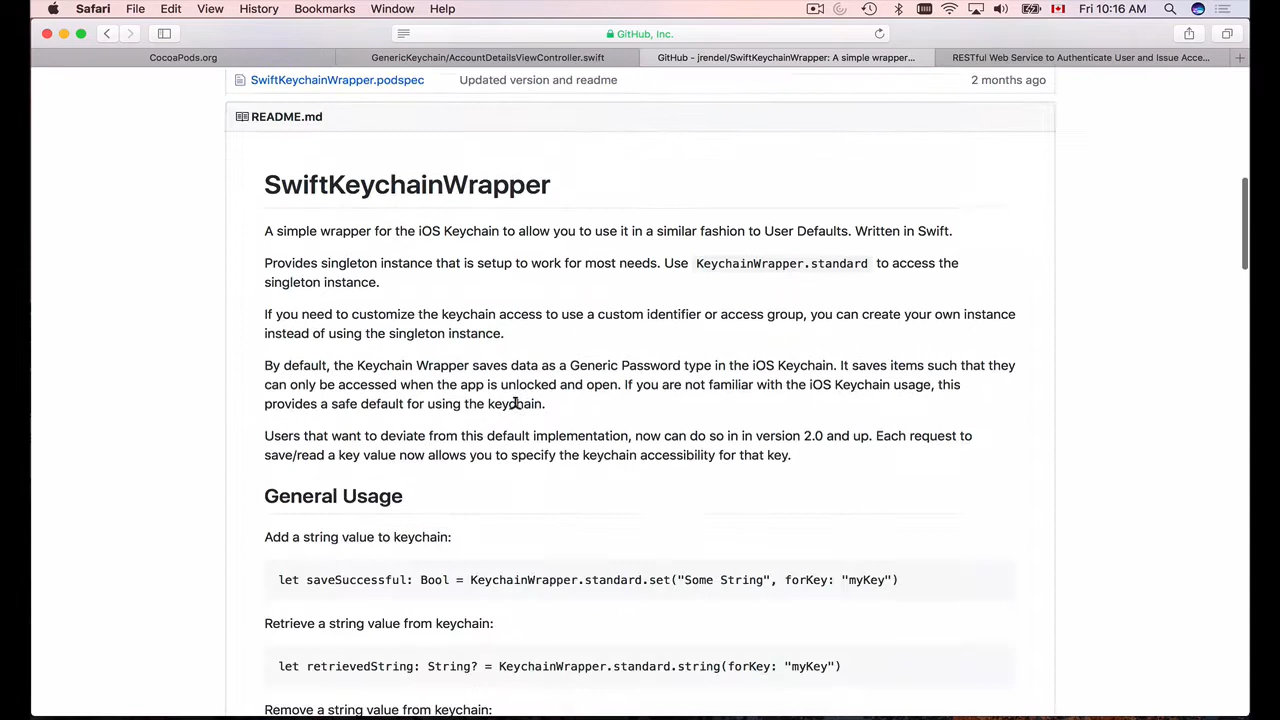 Safari File Edit View History Bookmarks Window Help Fri 10:16 AM
GitHub, Inc.
CocoaPods.org GenericKeychain/AccountDetailsViewController.swift GitHub - jrendel/SwiftKeychainWrapper: A simple wrapper... RESTful Web Service to Authenticate User and Issue Acce...
SwiftKeychainWrapper.podspec Updated version and readme 2 months ago
README.md
SwiftKeychainWrapper
A simple wrapper for the iOS Keychain to allow you to use it in a similar fashion to User Defaults. Written in Swift.
Provides singleton instance that is setup to work for most needs. Use KeychainWrapper.standard to access the
singleton instance.
If you need to customize the keychain access to use a custom identifier or access group, you can create your own instance
instead of using the singleton instance.
By default, the Keychain Wrapper saves data as a Generic Password type in the iOS Keychain. It saves items such that they
can only be accessed when the app is unlocked and open. If you are not familiar with the iOS Keychain usage, this
provides a safe default for using the keychain.
Users that want to deviate from this default implementation, now can do so in in version 2.0 and up. Each request to
save/read a key value now allows you to specify the keychain accessibility for that key.
General Usage
Add a string value to keychain:
let saveSuccessful: Bool = KeychainWrapper.standard.set("Some String", forKey: "myKey")
Retrieve a string value from keychain:
let retrievedString: String? = KeychainWrapper.standard.string(forKey: "myKey")
Remove a string value from keychain: